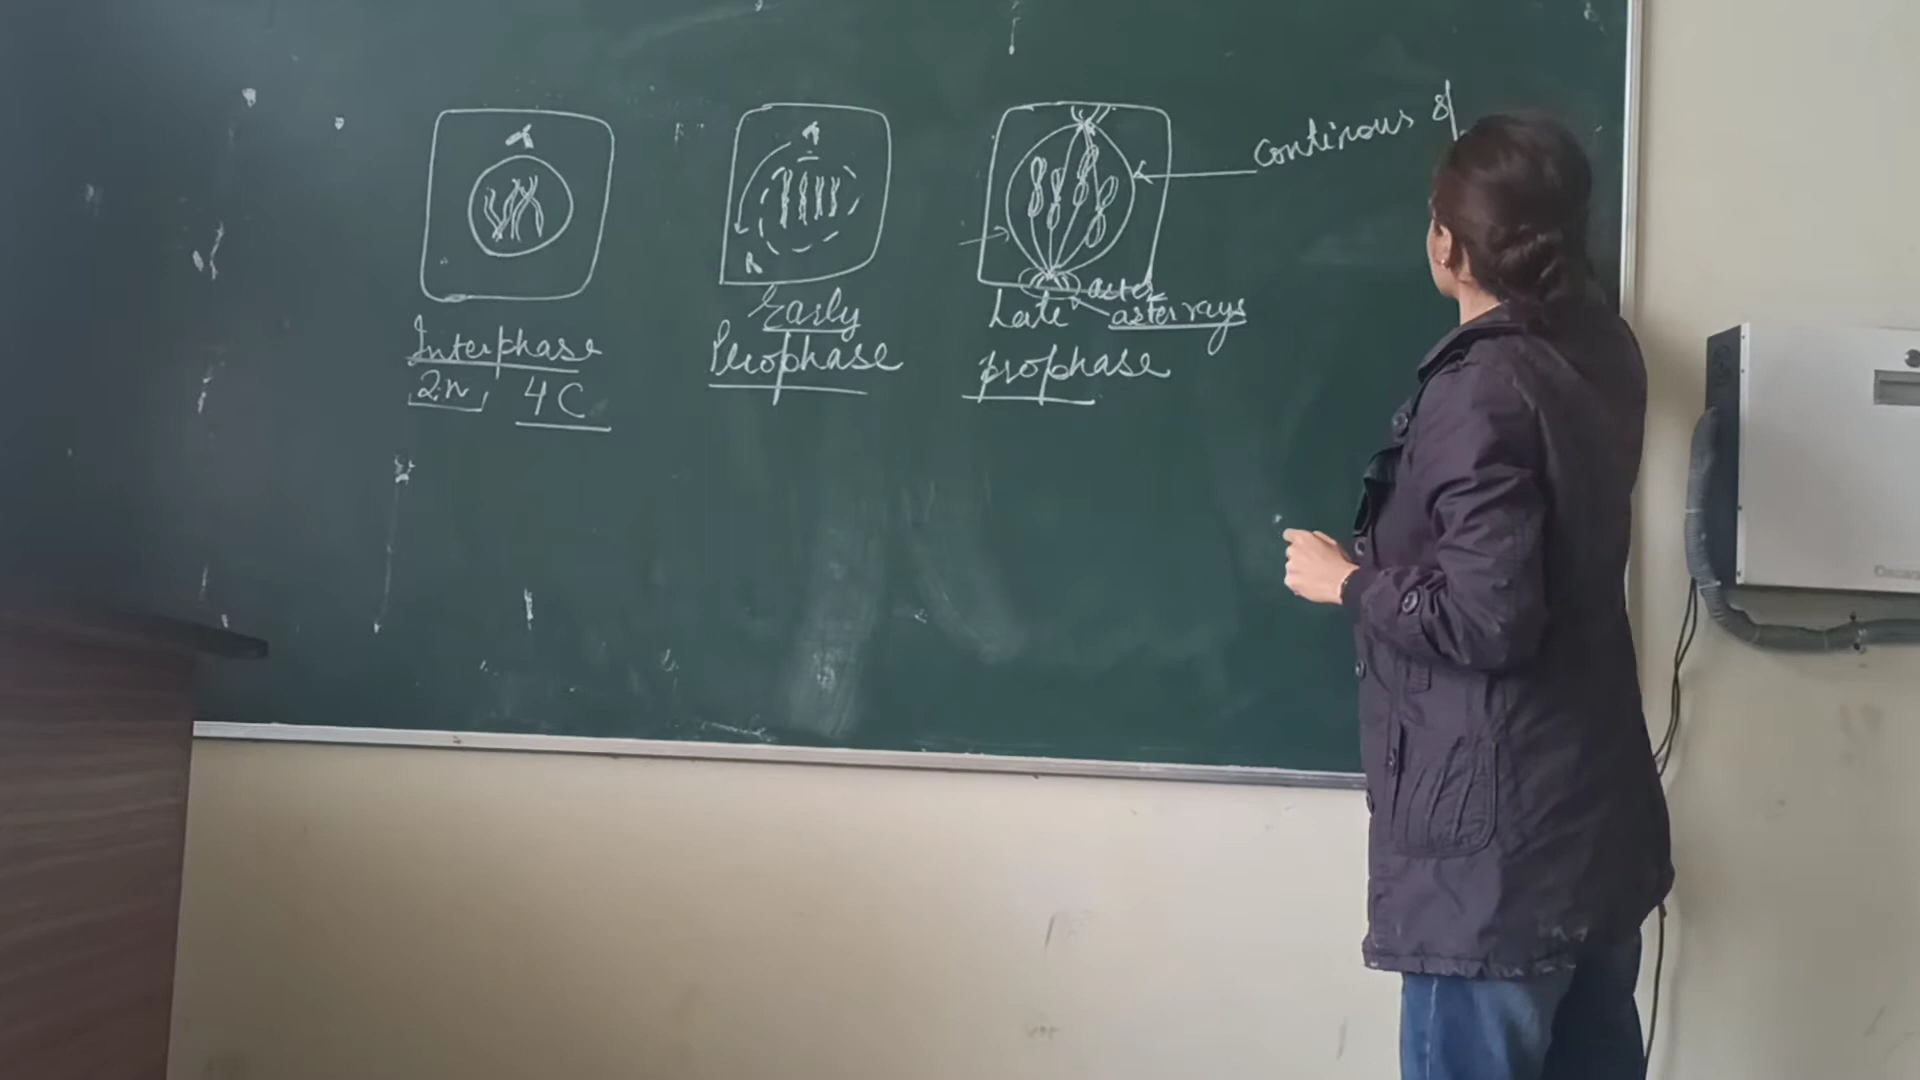 continous
Interphase
2n 4C
Early
Prophase
aster
Late aster rays
prophase